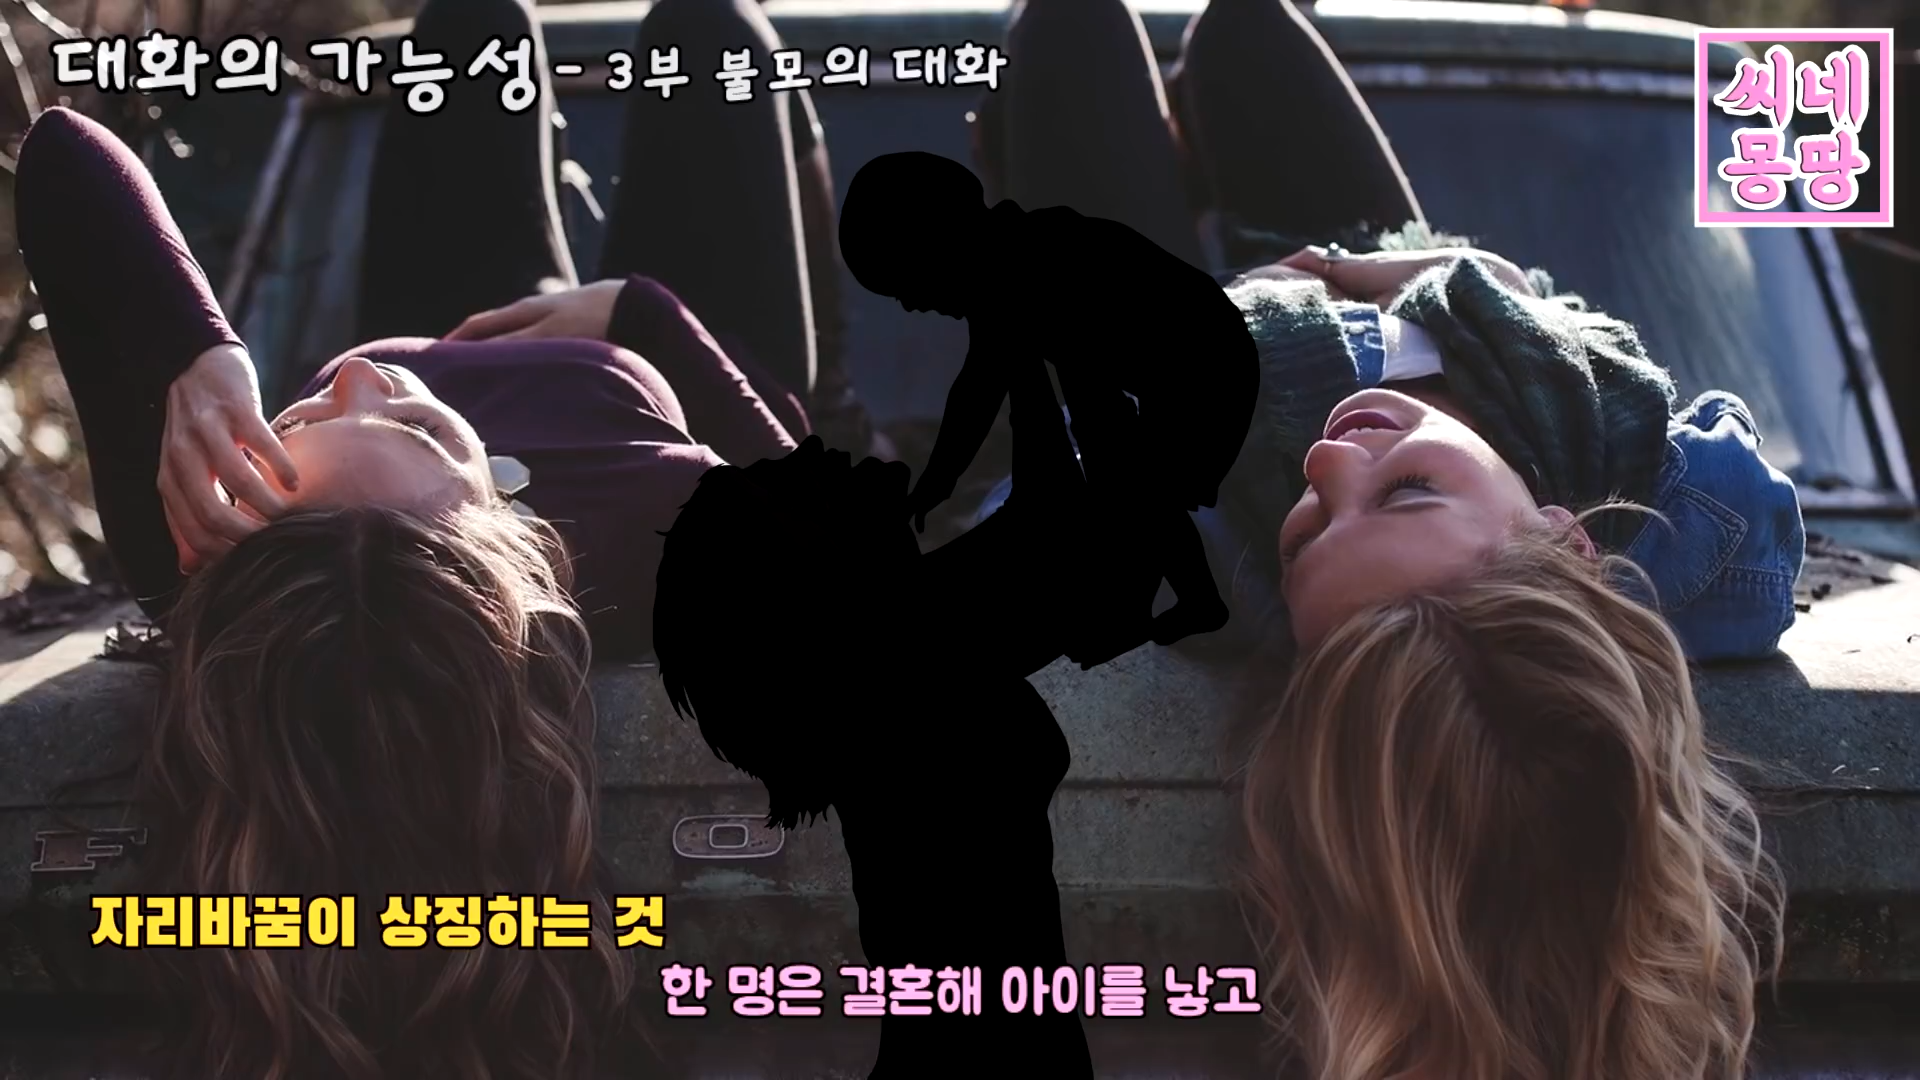 대화의 가능성 - 3부 불모의 대화
씨네
몽땅
F O
자리바꿈이 상징하는 것
한 명은 결혼해 아이를 낳고